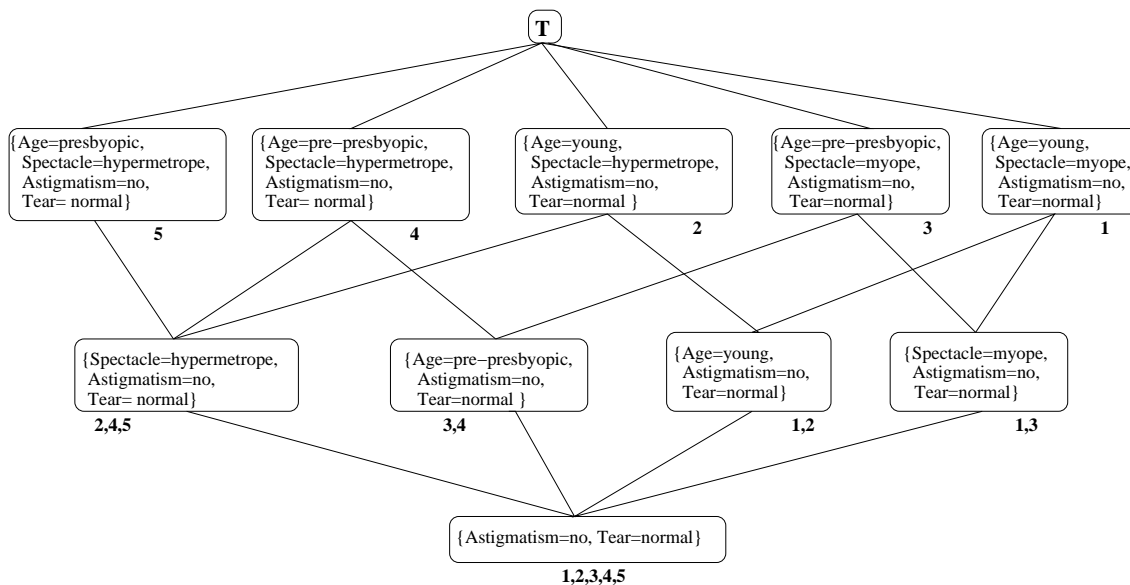 T
{Age=presbyopic,
Spectacle=hypermetrope,
Astigmatism=no,
Tear= normal}
5
{Age=pre−presbyopic,
Spectacle=hypermetrope,
Astigmatism=no,
Tear= normal}
4
{Age=young,
Spectacle=hypermetrope,
Astigmatism=no,
Tear=normal }
2
{Age=pre−presbyopic,
Spectacle=myope,
Astigmatism=no,
Tear=normal}
3
{Age=young,
Spectacle=myope,
Astigmatism=no,
Tear=normal}
1
{Spectacle=hypermetrope,
Astigmatism=no,
Tear= normal}
2,4,5
{Age=pre−presbyopic,
Astigmatism=no,
Tear=normal }
3,4
{Age=young,
Astigmatism=no,
Tear=normal}
1,2
{Spectacle=myope,
Astigmatism=no,
Tear=normal}
1,3
{Astigmatism=no, Tear=normal}
1,2,3,4,5